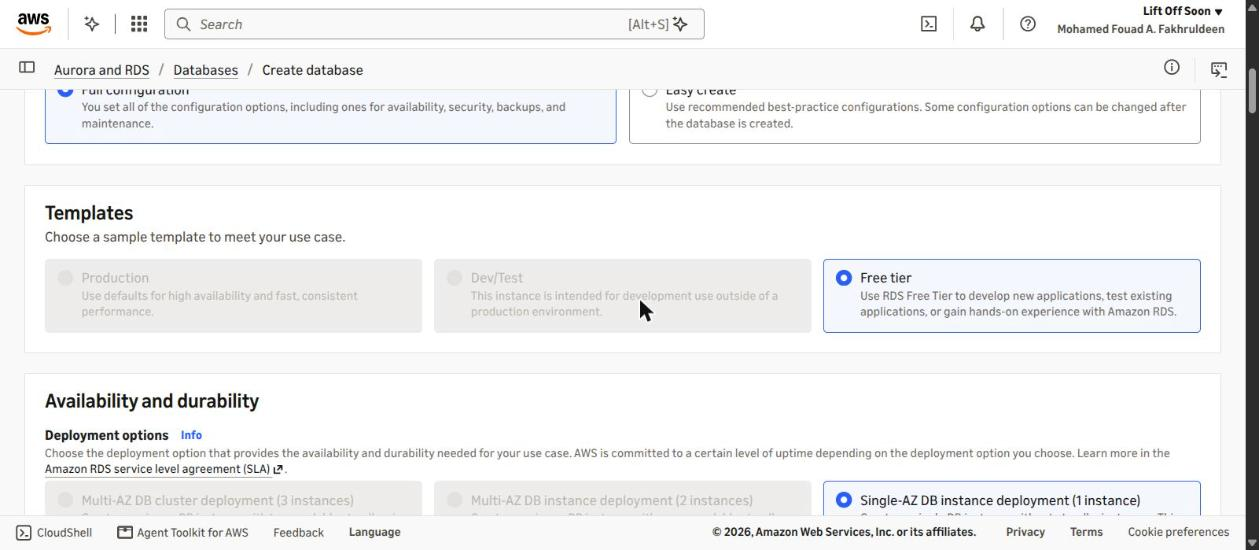 aws
Search
[Alt+S]
Lift Off Soon
Mohamed Fouad A. Fakhruldeen
Aurora and RDS / Databases / Create database
Full configuration
You set all of the configuration options, including ones for availability, security, backups, and
maintenance.
Easy create
Use recommended best-practice configurations. Some configuration options can be changed after
the database is created.
Templates
Choose a sample template to meet your use case.
Production
Use defaults for high availability and fast, consistent
performance.
Dev/Test
This instance is intended for development use outside of a
production environment.
Free tier
Use RDS Free Tier to develop new applications, test existing
applications, or gain hands-on experience with Amazon RDS.
Availability and durability
Deployment options Info
Choose the deployment option that provides the availability and durability needed for your use case. AWS is committed to a certain level of uptime depending on the deployment option you choose. Learn more in the
Amazon RDS service level agreement (SLA).
Multi-AZ DB cluster deployment (3 instances)
Multi-AZ DB instance deployment (2 instances)
Single-AZ DB instance deployment (1 instance)
CloudShell
Agent Toolkit for AWS
Feedback
Language
© 2026, Amazon Web Services, Inc. or its affiliates.
Privacy
Terms
Cookie preferences